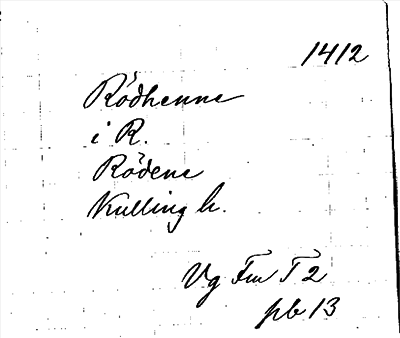 1412
Rödhenne
i R.
Rödene
Kulling h.
Vg Fm T 2
pb 13